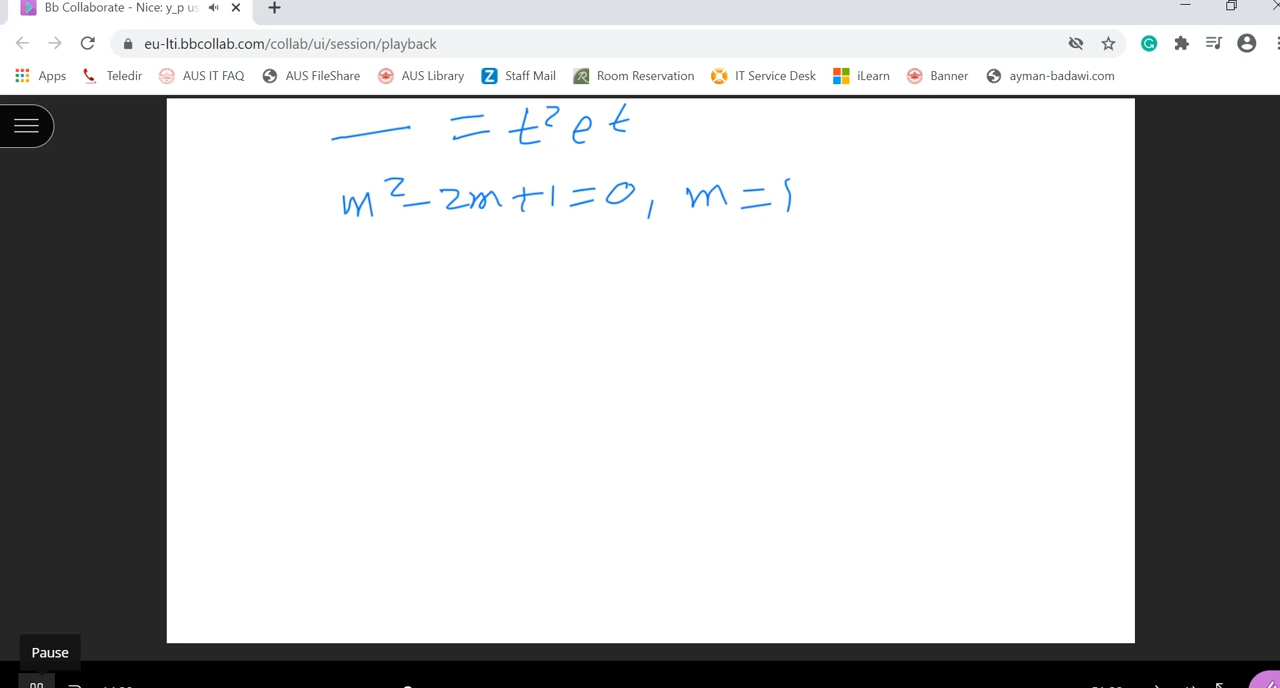 Bb Collaborate - Nice: y_p us
eu-lti.bbcollab.com/collab/ui/session/playback
Apps Teledir AUS IT FAQ AUS FileShare AUS Library Staff Mail Room Reservation IT Service Desk iLearn Banner ayman-badawi.com
___ = t² e^t
m² - 2m + 1 = 0, m = 1
Pause